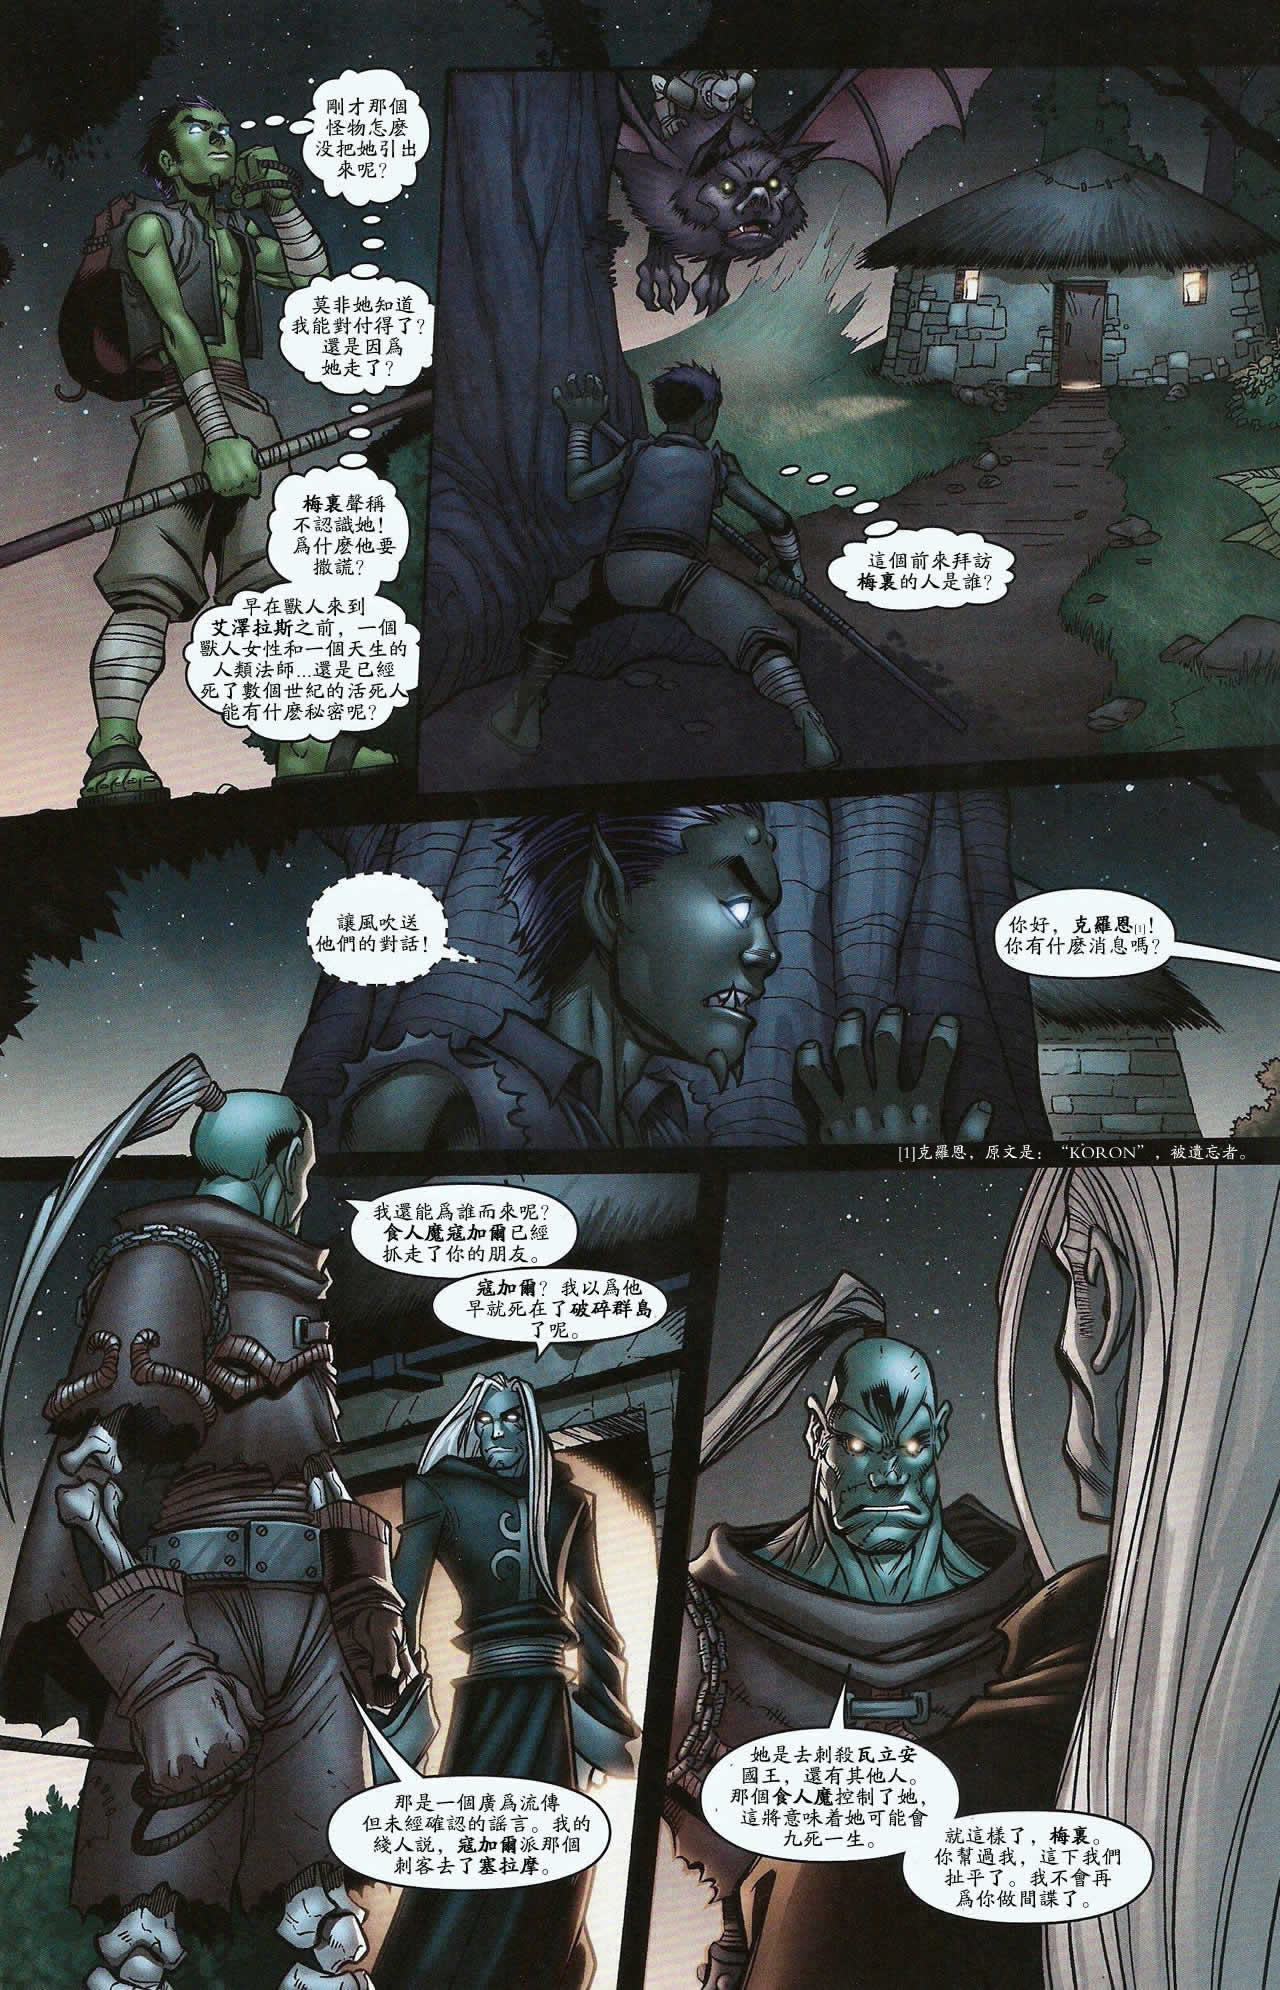 剛才那個
怪物怎麽
没把她引出
來呢?
莫非她知道
我能對付得了?
還是因爲
她走了?
梅裏聲稱
不認識她!
爲什麽他要
撒謊?
早在獸人來到
艾澤拉斯之前，一個
獸人女性和一個天生的
人類法師...還是已經
死了數個世紀的活死人
能有什麽秘密呢?
這個前來拜訪
梅裏的人是誰?
讓風吹送
他們的對話!
你好，克羅恩[1]!
你有什麽消息嗎?
[1]克羅恩，原文是：“KORON”，被遺忘者。
我還能爲誰而來呢?
食人魔寇加爾已經
抓走了你的朋友。
寇加爾? 我以爲他
早就死在了破碎群島
了呢。
那是一個廣爲流傳
但未經確認的謡言。我的
綫人説，寇加爾派那個
刺客去了塞拉摩。
她是去刺殺瓦立安
國王，還有其他人。
那個食人魔控制了她，
這將意味着她可能會
九死一生。
就這樣了，梅裏。
你幫過我，這下我們
扯平了。我不會再
爲你做間諜了。